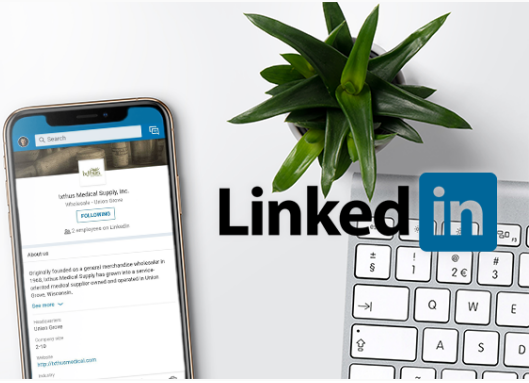 Search
Ixthus Medical Supply, Inc.
Wholesale · Union Grove
FOLLOWING
2 employees on LinkedIn
About us
Originally founded as a general merchandise wholesaler in
1968, Ixthus Medical Supply has grown into a service-
oriented medical supplier owned and operated in Union
Grove, Wisconsin.
See more
Headquarters
Union Grove
Company size
2-10
Website
http://ixthusmedical.com
Industry
Linked in
± §
! 1
@ 2 €
# 3
Q W E
A S D